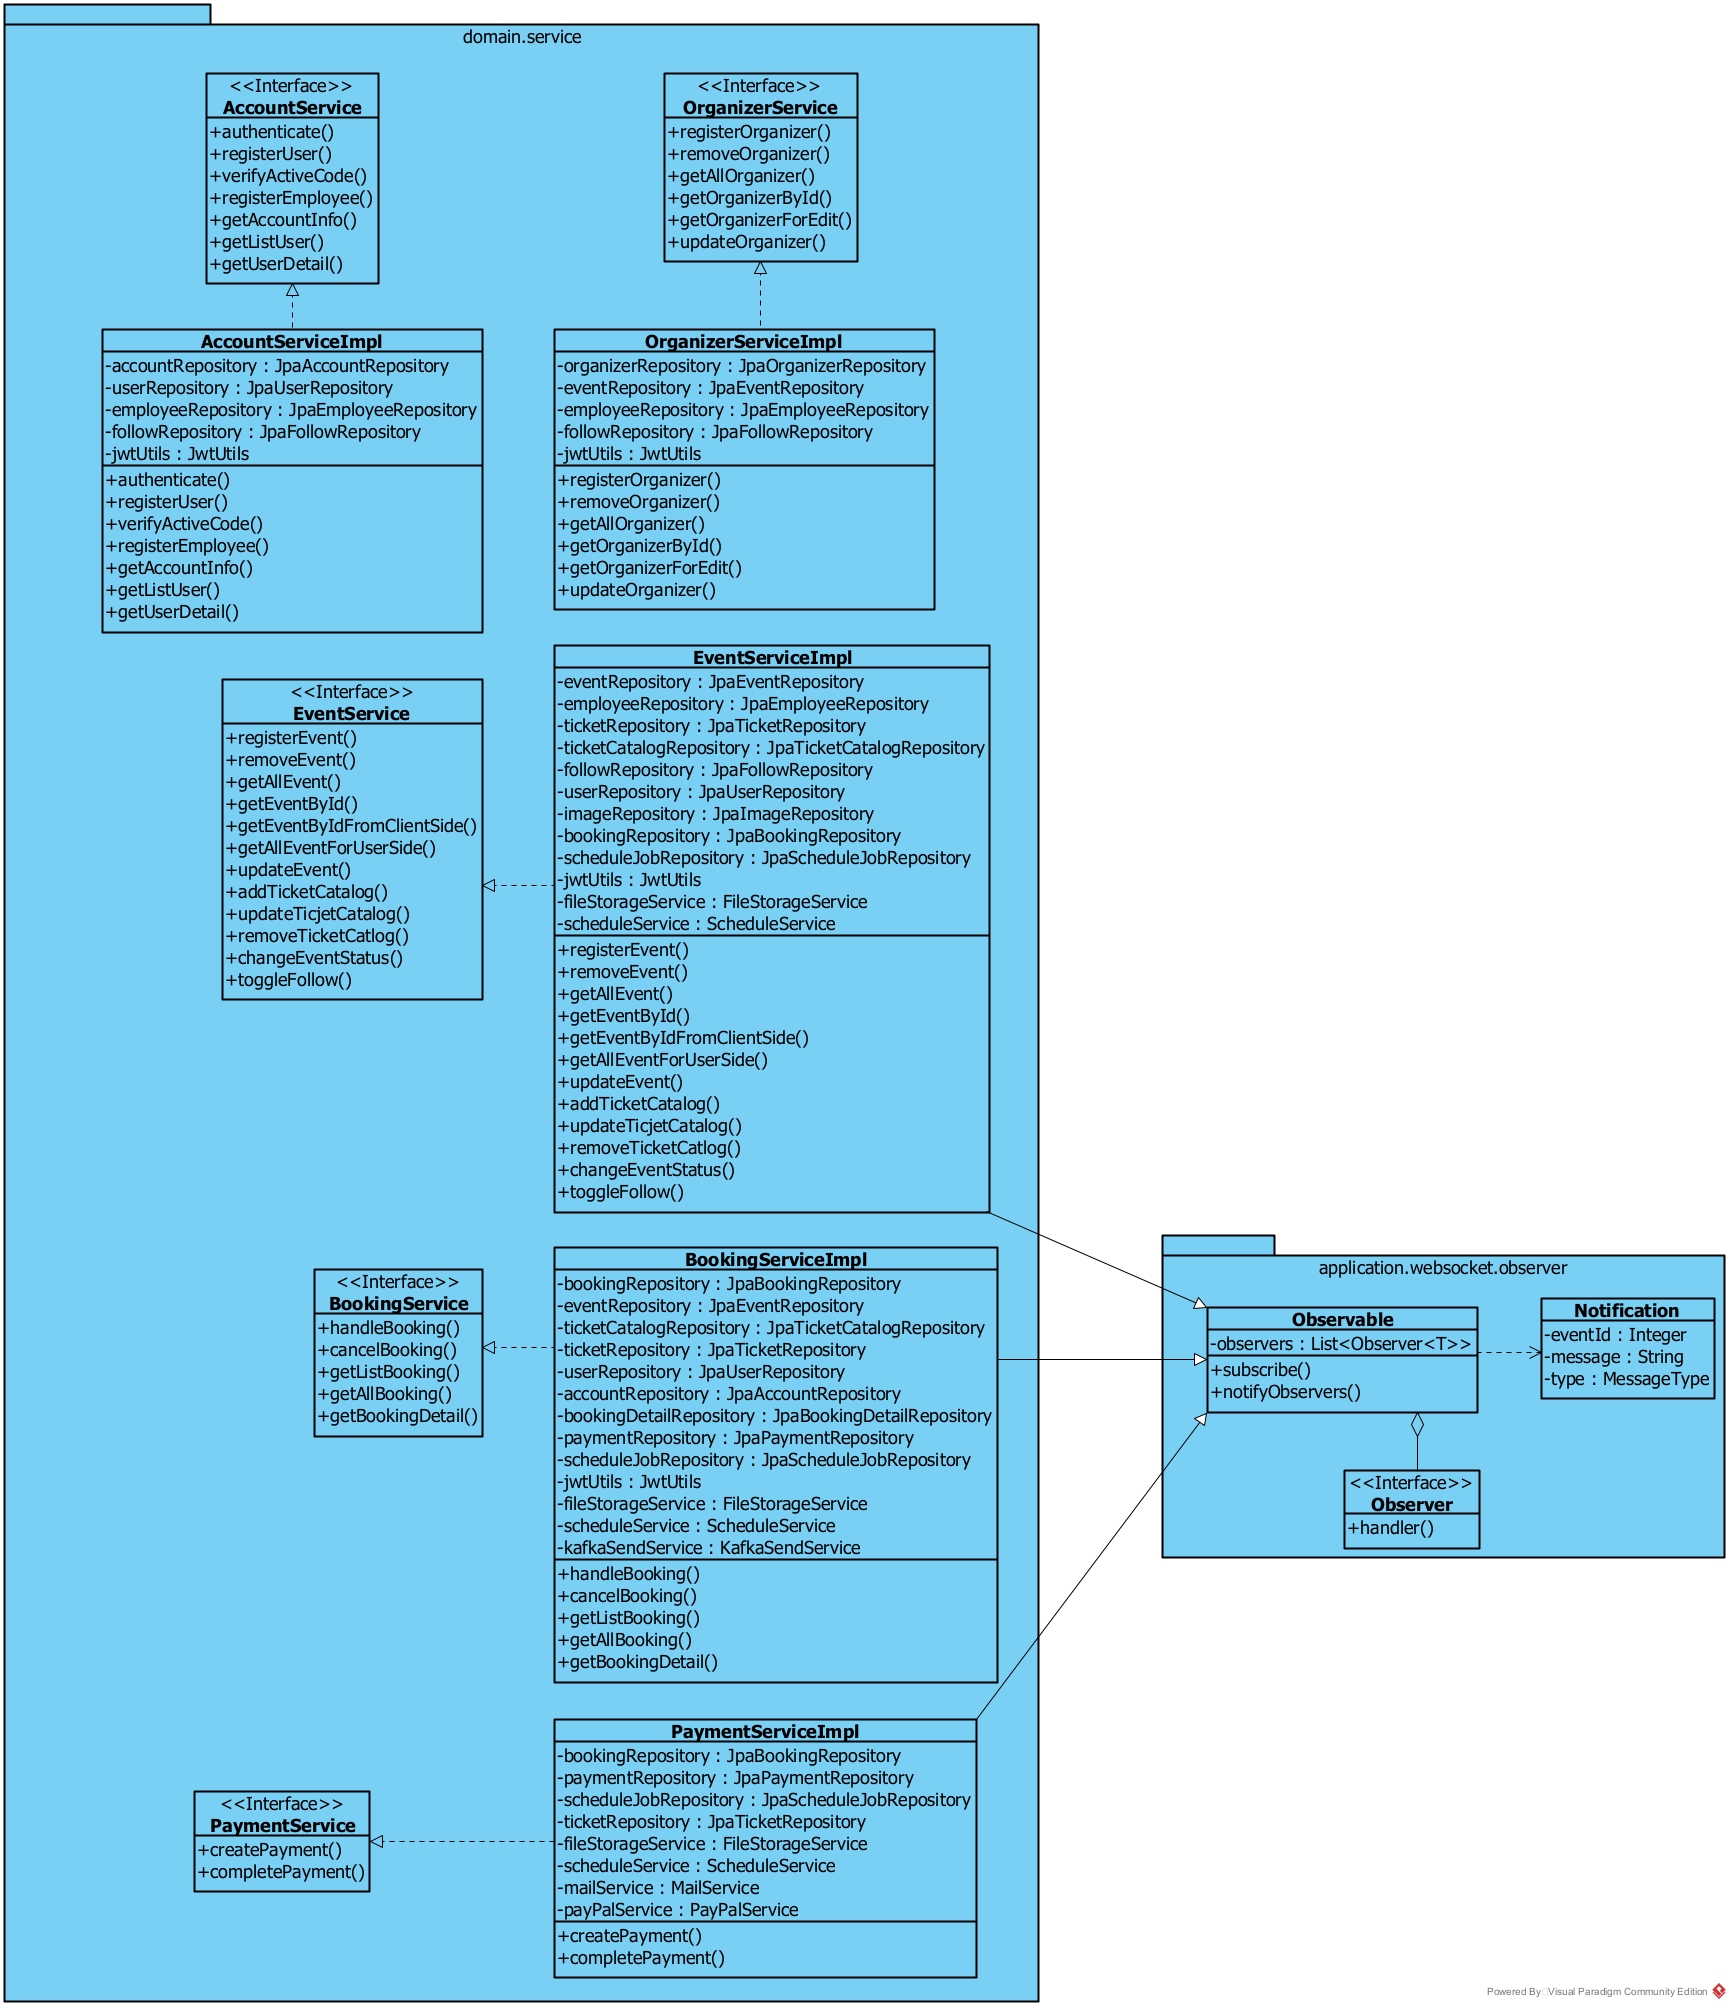 domain.service
<<Interface>>
AccountService
+authenticate()
+registerUser()
+verifyActiveCode()
+registerEmployee()
+getAccountInfo()
+getListUser()
+getUserDetail()
<<Interface>>
OrganizerService
+registerOrganizer()
+removeOrganizer()
+getAllOrganizer()
+getOrganizerById()
+getOrganizerForEdit()
+updateOrganizer()
AccountServiceImpl
-accountRepository : JpaAccountRepository
-userRepository : JpaUserRepository
-employeeRepository : JpaEmployeeRepository
-followRepository : JpaFollowRepository
-jwtUtils : JwtUtils
+authenticate()
+registerUser()
+verifyActiveCode()
+registerEmployee()
+getAccountInfo()
+getListUser()
+getUserDetail()
OrganizerServiceImpl
-organizerRepository : JpaOrganizerRepository
-eventRepository : JpaEventRepository
-employeeRepository : JpaEmployeeRepository
-followRepository : JpaFollowRepository
-jwtUtils : JwtUtils
+registerOrganizer()
+removeOrganizer()
+getAllOrganizer()
+getOrganizerById()
+getOrganizerForEdit()
+updateOrganizer()
<<Interface>>
EventService
+registerEvent()
+removeEvent()
+getAllEvent()
+getEventById()
+getEventByIdFromClientSide()
+getAllEventForUserSide()
+updateEvent()
+addTicketCatalog()
+updateTicjetCatalog()
+removeTicketCatlog()
+changeEventStatus()
+toggleFollow()
EventServiceImpl
-eventRepository : JpaEventRepository
-employeeRepository : JpaEmployeeRepository
-ticketRepository : JpaTicketRepository
-ticketCatalogRepository : JpaTicketCatalogRepository
-followRepository : JpaFollowRepository
-userRepository : JpaUserRepository
-imageRepository : JpaImageRepository
-bookingRepository : JpaBookingRepository
-scheduleJobRepository : JpaScheduleJobRepository
-jwtUtils : JwtUtils
-fileStorageService : FileStorageService
-scheduleService : ScheduleService
+registerEvent()
+removeEvent()
+getAllEvent()
+getEventById()
+getEventByIdFromClientSide()
+getAllEventForUserSide()
+updateEvent()
+addTicketCatalog()
+updateTicjetCatalog()
+removeTicketCatlog()
+changeEventStatus()
+toggleFollow()
<<Interface>>
BookingService
+handleBooking()
+cancelBooking()
+getListBooking()
+getAllBooking()
+getBookingDetail()
BookingServiceImpl
-bookingRepository : JpaBookingRepository
-eventRepository : JpaEventRepository
-ticketCatalogRepository : JpaTicketCatalogRepository
-ticketRepository : JpaTicketRepository
-userRepository : JpaUserRepository
-accountRepository : JpaAccountRepository
-bookingDetailRepository : JpaBookingDetailRepository
-paymentRepository : JpaPaymentRepository
-scheduleJobRepository : JpaScheduleJobRepository
-jwtUtils : JwtUtils
-fileStorageService : FileStorageService
-scheduleService : ScheduleService
-kafkaSendService : KafkaSendService
+handleBooking()
+cancelBooking()
+getListBooking()
+getAllBooking()
+getBookingDetail()
<<Interface>>
PaymentService
+createPayment()
+completePayment()
PaymentServiceImpl
-bookingRepository : JpaBookingRepository
-paymentRepository : JpaPaymentRepository
-scheduleJobRepository : JpaScheduleJobRepository
-ticketRepository : JpaTicketRepository
-fileStorageService : FileStorageService
-scheduleService : ScheduleService
-mailService : MailService
-payPalService : PayPalService
+createPayment()
+completePayment()
application.websocket.observer
Observable
-observers : List<Observer<T>>
+subscribe()
+notifyObservers()
Notification
-eventId : Integer
-message : String
-type : MessageType
<<Interface>>
Observer
+handler()
Powered By Visual Paradigm Community Edition